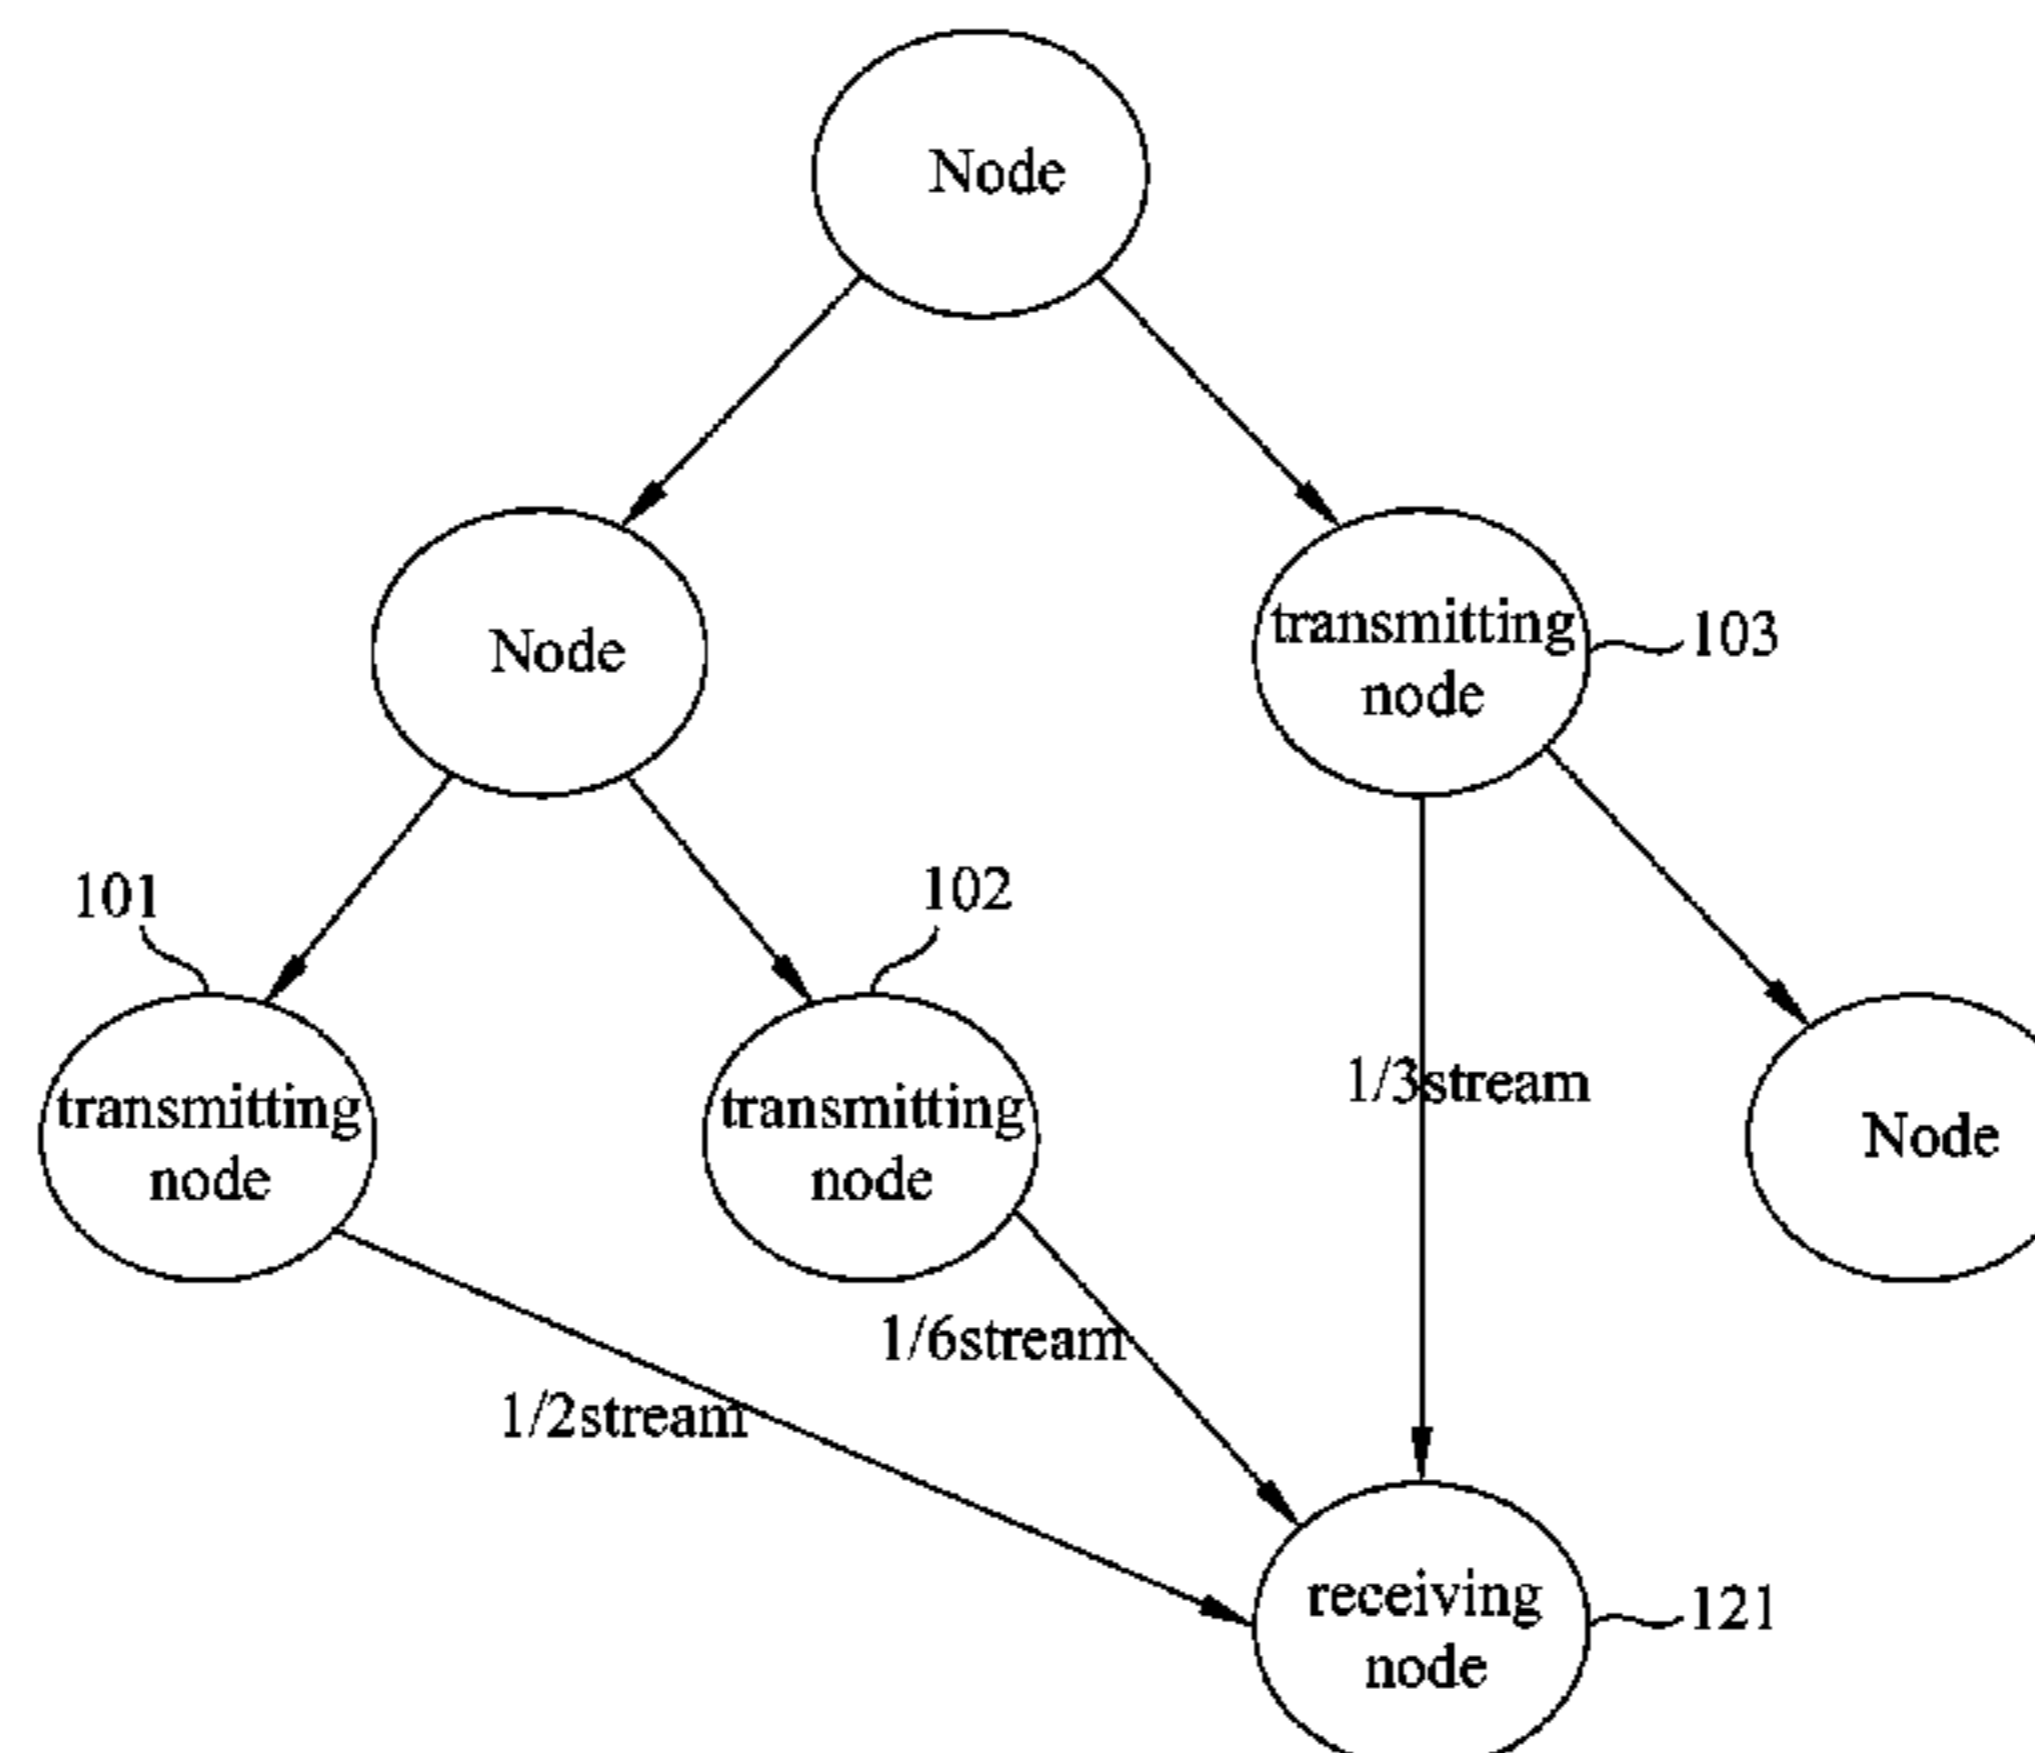 Node
Node
transmitting
node
103
101
102
transmitting
node
transmitting
node
1/3stream
Node
1/6stream
1/2stream
receiving
node
121